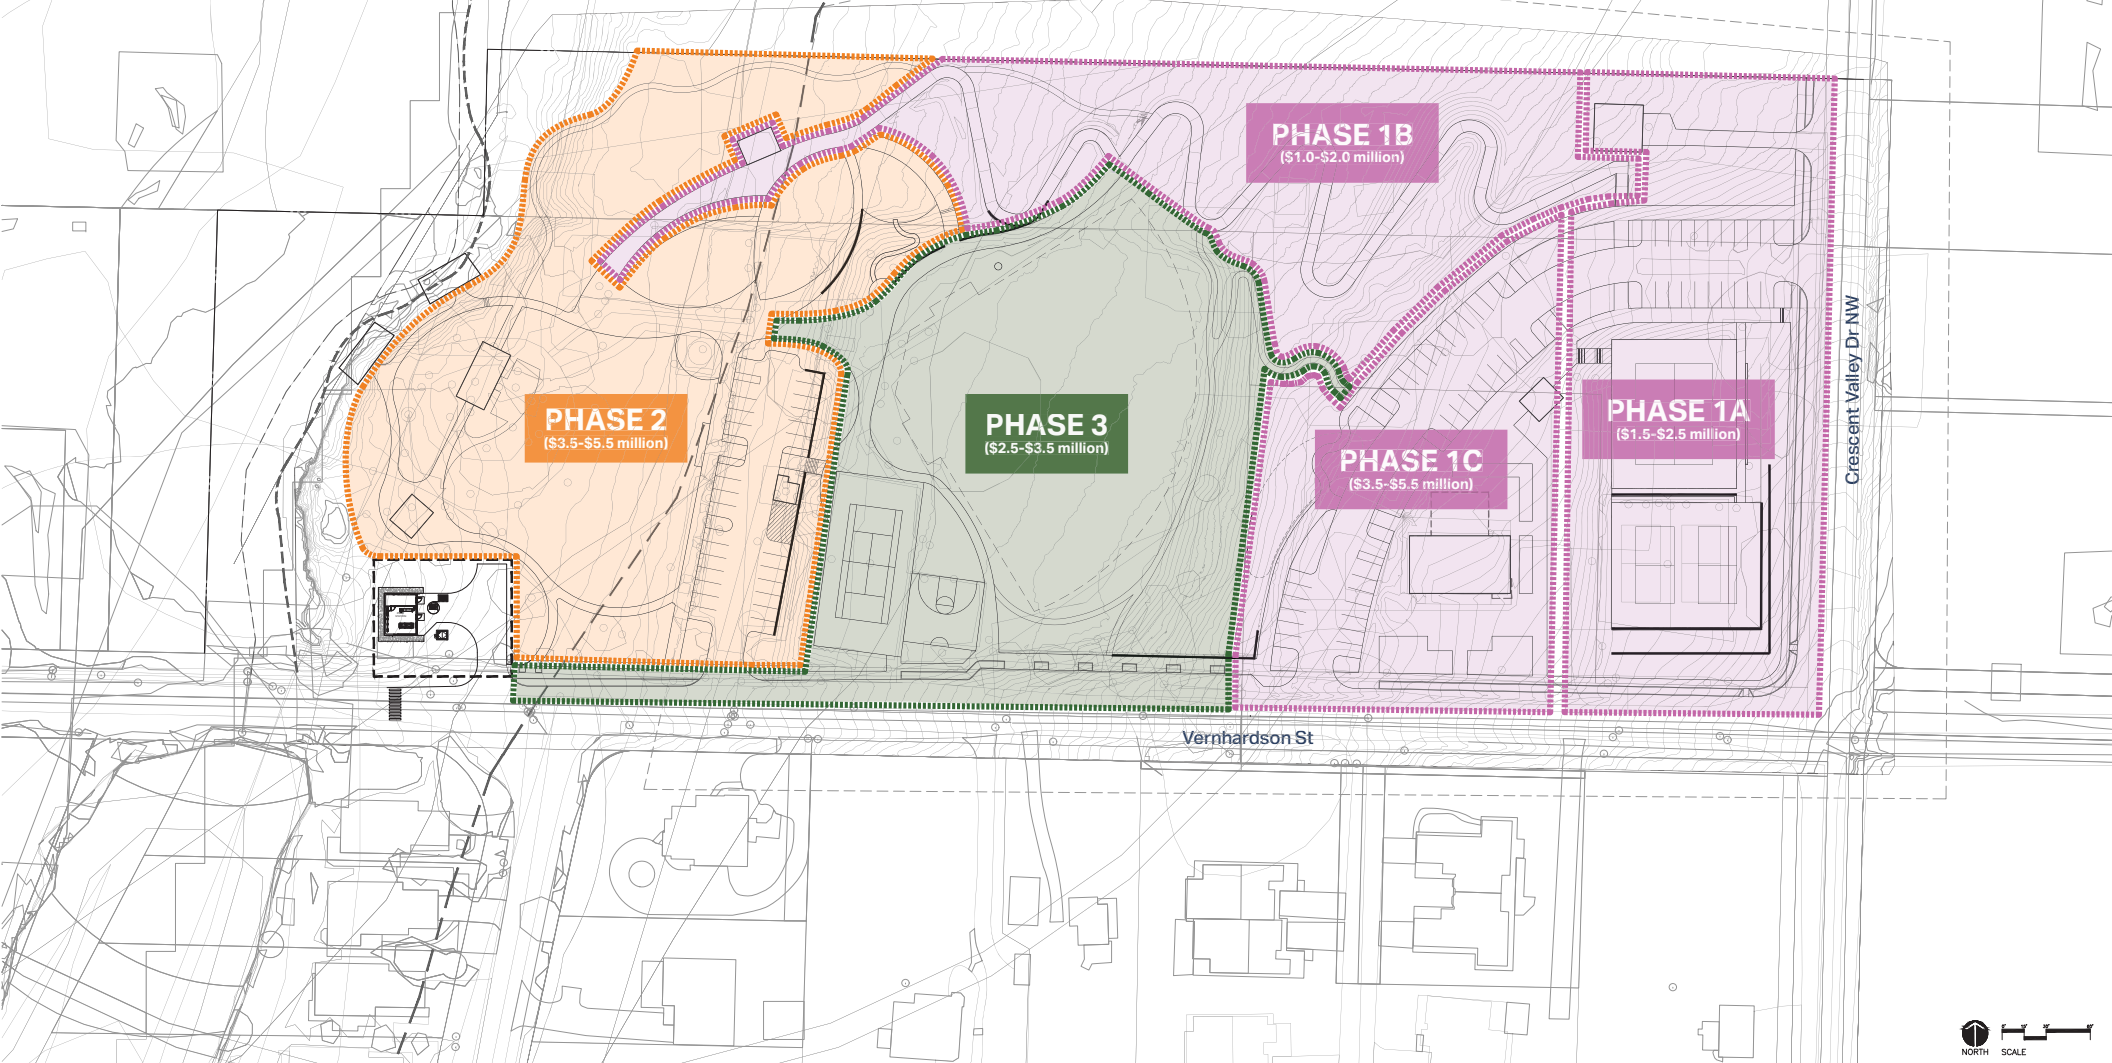 PHASE 1B
($1.0-$2.0 million)
PHASE 2
($3.5-$5.5 million)
PHASE 3
($2.5-$3.5 million)
PHASE 1C
($3.5-$5.5 million)
PHASE 1A
($1.5-$2.5 million)
Crescent Valley Dr NW
Vernhardson St
NORTH
SCALE